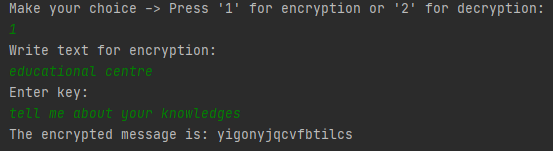 Make your choice -> Press '1' for encryption or '2' for decryption:
1
Write text for encryption:
educational centre
Enter key:
tell me about your knowledges
The encrypted message is: yigonyjqcvfbtilcs